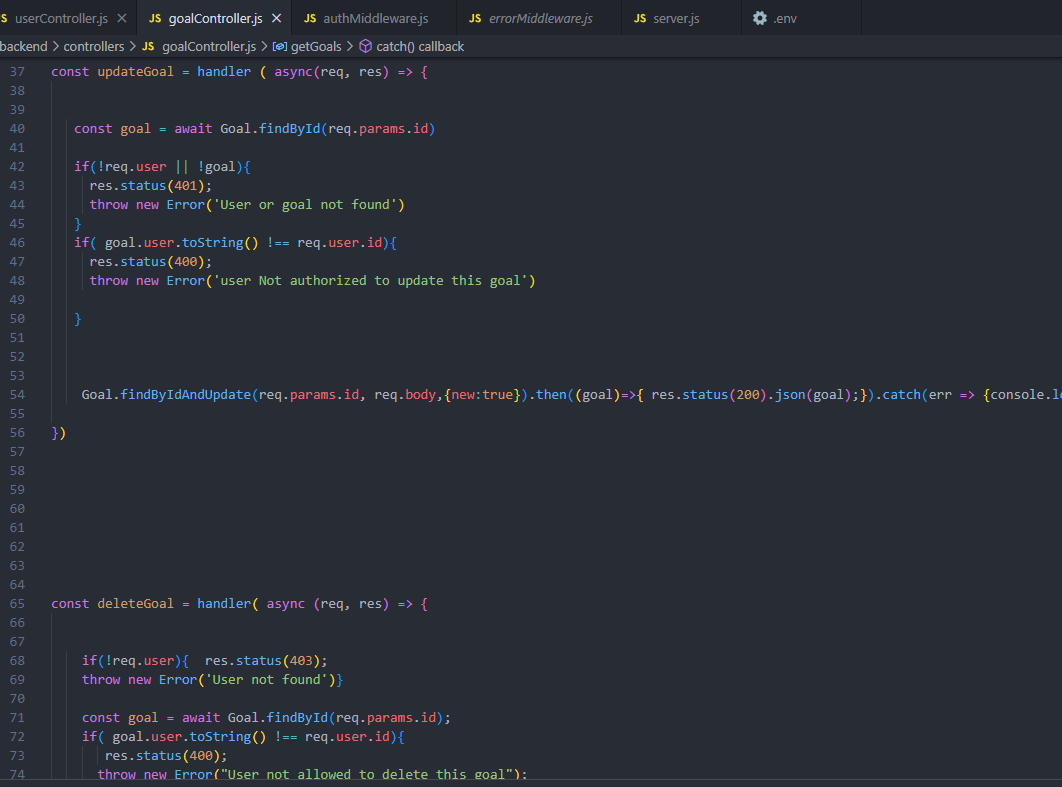 JS userController.js × JS goalController.js × JS authMiddleware.js JS errorMiddleware.js JS server.js .env
backend > controllers > JS goalController.js > getGoals > catch() callback
37 const updateGoal = handler ( async(req, res) => {
38
39
40 const goal = await Goal.findById(req.params.id)
41
42 if(!req.user || !goal){
43 res.status(401);
44 throw new Error('User or goal not found')
45 }
46 if( goal.user.toString() !== req.user.id){
47 res.status(400);
48 throw new Error('user Not authorized to update this goal')
49
50 }
51
52
53
54 Goal.findByIdAndUpdate(req.params.id, req.body,{new:true}).then((goal)=>{ res.status(200).json(goal);}).catch(err => {console.l
55
56 })
57
58
59
60
61
62
63
64
65 const deleteGoal = handler( async (req, res) => {
66
67
68 if(!req.user){ res.status(403);
69 throw new Error('User not found')}
70
71 const goal = await Goal.findById(req.params.id);
72 if( goal.user.toString() !== req.user.id){
73 res.status(400);
74 throw new Error("User not allowed to delete this goal");